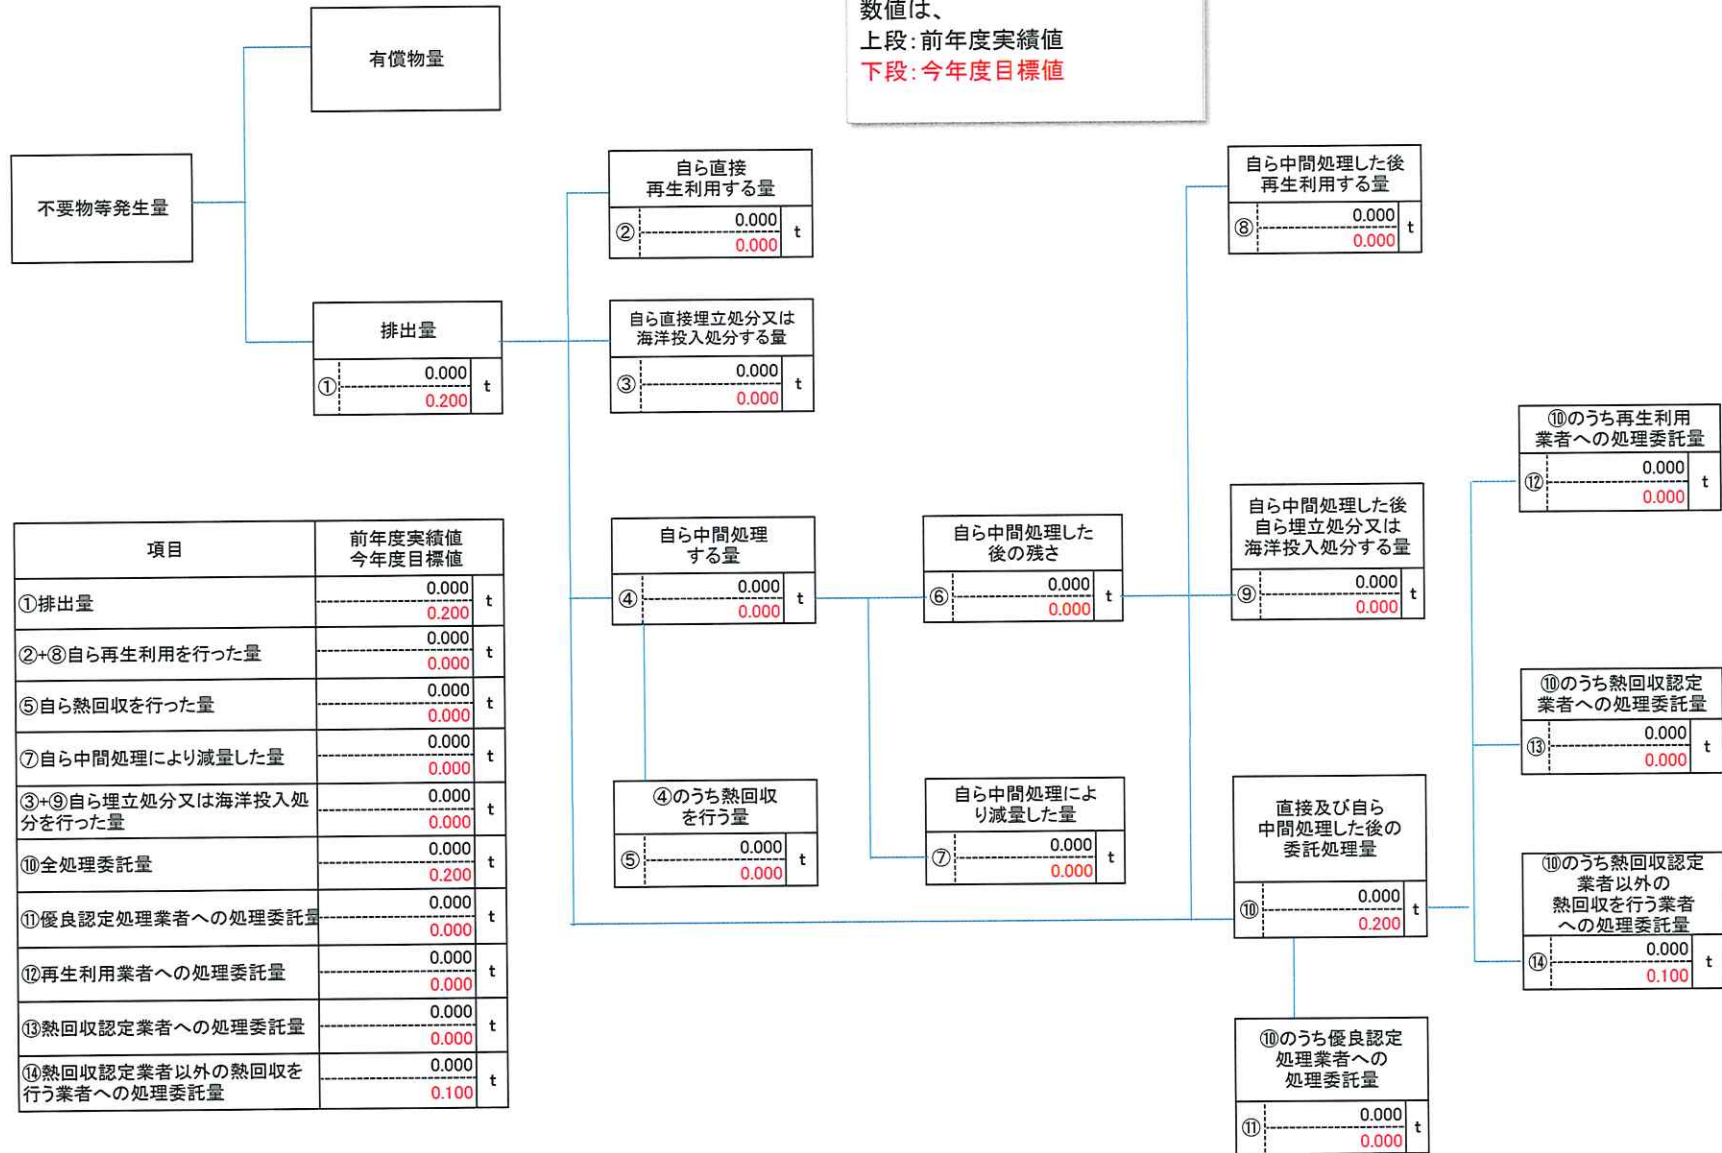 数値は、
上段：前年度実績値
下段：今年度目標値
有償物量
不要物等発生量
排出量
①
0.000
0.200
t
自ら直接
再生利用する量
②
0.000
0.000
t
自ら直接埋立処分又は
海洋投入処分する量
③
0.000
0.000
t
自ら中間処理
する量
④
0.000
0.000
t
④のうち熱回収
を行う量
⑤
0.000
0.000
t
自ら中間処理した
後の残さ
⑥
0.000
0.000
t
自ら中間処理によ
り減量した量
⑦
0.000
0.000
t
自ら中間処理した後
再生利用する量
⑧
0.000
0.000
t
自ら中間処理した後
自ら埋立処分又は
海洋投入処分する量
⑨
0.000
0.000
t
直接及び自ら
中間処理した後の
委託処理量
⑩
0.000
0.200
t
⑩のうち優良認定
処理業者への
処理委託量
⑪
0.000
0.000
t
⑩のうち再生利用
業者への処理委託量
⑫
0.000
0.000
t
⑩のうち熱回収認定
業者への処理委託量
⑬
0.000
0.000
t
⑩のうち熱回収認定
業者以外の
熱回収を行う業者
への処理委託量
⑭
0.000
0.100
t
項目
前年度実績値
今年度目標値
①排出量
0.000
0.200
t
②+⑧自ら再生利用を行った量
0.000
0.000
t
⑤自ら熱回収を行った量
0.000
0.000
t
⑦自ら中間処理により減量した量
0.000
0.000
t
③+⑨自ら埋立処分又は海洋投入処
分を行った量
0.000
0.000
t
⑩全処理委託量
0.000
0.200
t
⑪優良認定処理業者への処理委託量
0.000
0.000
t
⑫再生利用業者への処理委託量
0.000
0.000
t
⑬熱回収認定業者への処理委託量
0.000
0.000
t
⑭熱回収認定業者以外の熱回収を
行う業者への処理委託量
0.000
0.100
t